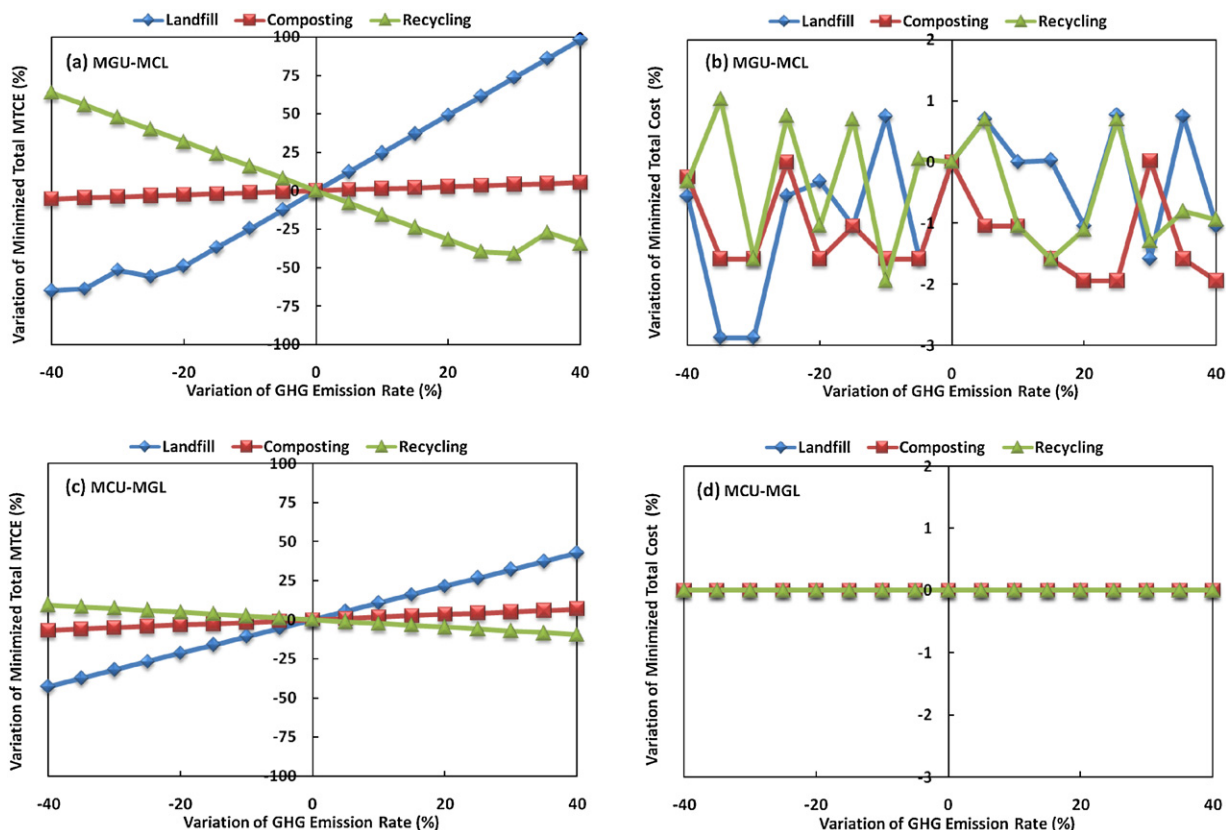 Landfill Composting Recycling
(a) MGU-MCL
Variation of Minimized Total MTCE (%)
100
75
50
25
0
-25
-50
-75
-100
-40 -20 0 20 40
Variation of GHG Emission Rate (%)
Landfill Composting Recycling
(b) MGU-MCL
Variation of Minimized Total Cost (%)
2
1
0
-1
-2
-3
-40 -20 0 20 40
Variation of GHG Emission Rate (%)
Landfill Composting Recycling
(c) MCU-MGL
Variation of Minimized Total MTCE (%)
100
75
50
25
0
-25
-50
-75
-100
-40 -20 0 20 40
Variation of GHG Emission Rate (%)
Landfill Composting Recycling
(d) MCU-MGL
Variation of Minimized Total Cost (%)
2
1
0
-1
-2
-3
-40 -20 0 20 40
Variation of GHG Emission Rate (%)